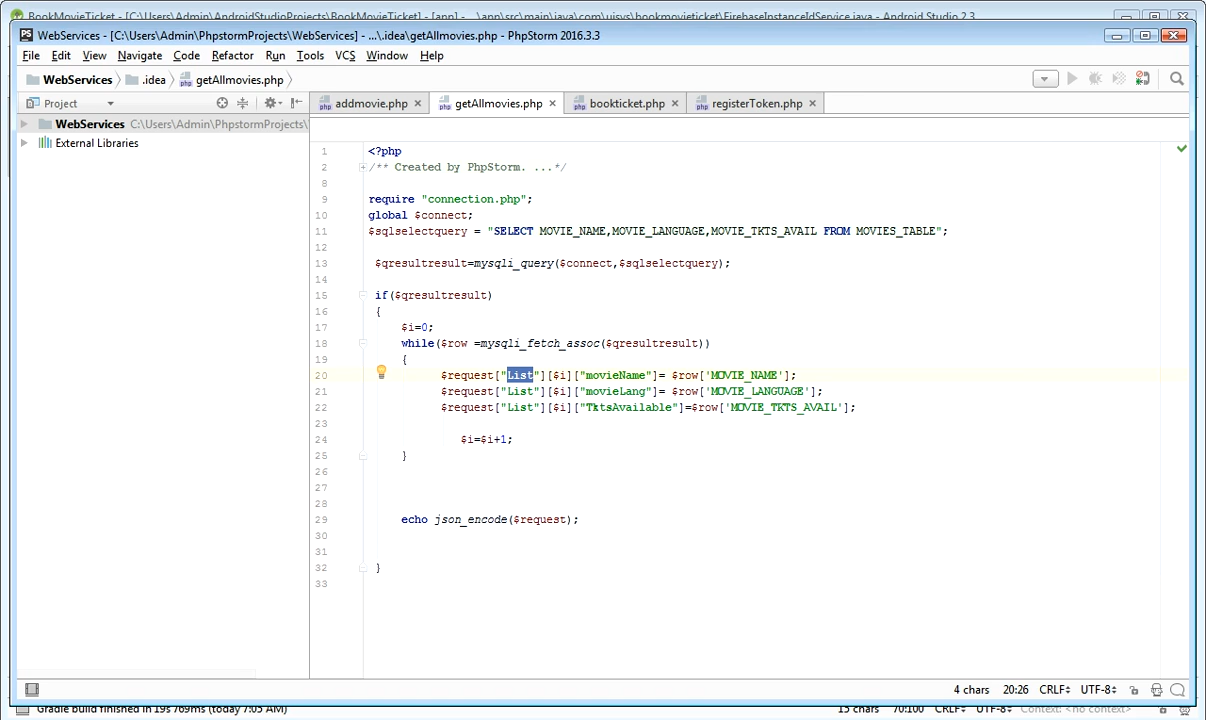 BookMovieTicket - [C:\Users\Admin\AndroidStudioProjects\BookMovieTicket] - [app] - ...\app\src\main\java\com\ujsys\bookmovieticket\FirebaseInstanceIdService.java - Android Studio 2.3
WebServices - [C:\Users\Admin\PhpstormProjects\WebServices] - ...\.idea\getAllmovies.php - PhpStorm 2016.3.3
File Edit View Navigate Code Refactor Run Tools VCS Window Help
WebServices .idea getAllmovies.php
Project addmovie.php getAllmovies.php bookticket.php registerToken.php
WebServices C:\Users\Admin\PhpstormProjects\
External Libraries
1 <?php
2 /** Created by PhpStorm. ...*/
8
9 require "connection.php";
10 global $connect;
11 $sqlselectquery = "SELECT MOVIE_NAME,MOVIE_LANGUAGE,MOVIE_TKTS_AVAIL FROM MOVIES_TABLE";
12
13 $qresultresult=mysqli_query($connect,$sqlselectquery);
14
15 if($qresultresult)
16 {
17 $i=0;
18 while($row =mysqli_fetch_assoc($qresultresult))
19 {
20 $request["List"][$i]["movieName"]= $row['MOVIE_NAME'];
21 $request["List"][$i]["movieLang"]= $row['MOVIE_LANGUAGE'];
22 $request["List"][$i]["TktsAvailable"]=$row['MOVIE_TKTS_AVAIL'];
23
24 $i=$i+1;
25 }
26
27
28
29 echo json_encode($request);
30
31
32 }
33
4 chars 20:26 CRLF UTF-8
Gradle build finished in 19s 769ms (today 7:05 AM) 15 chars 70:100 CRLF UTF-8 Context: <no context>